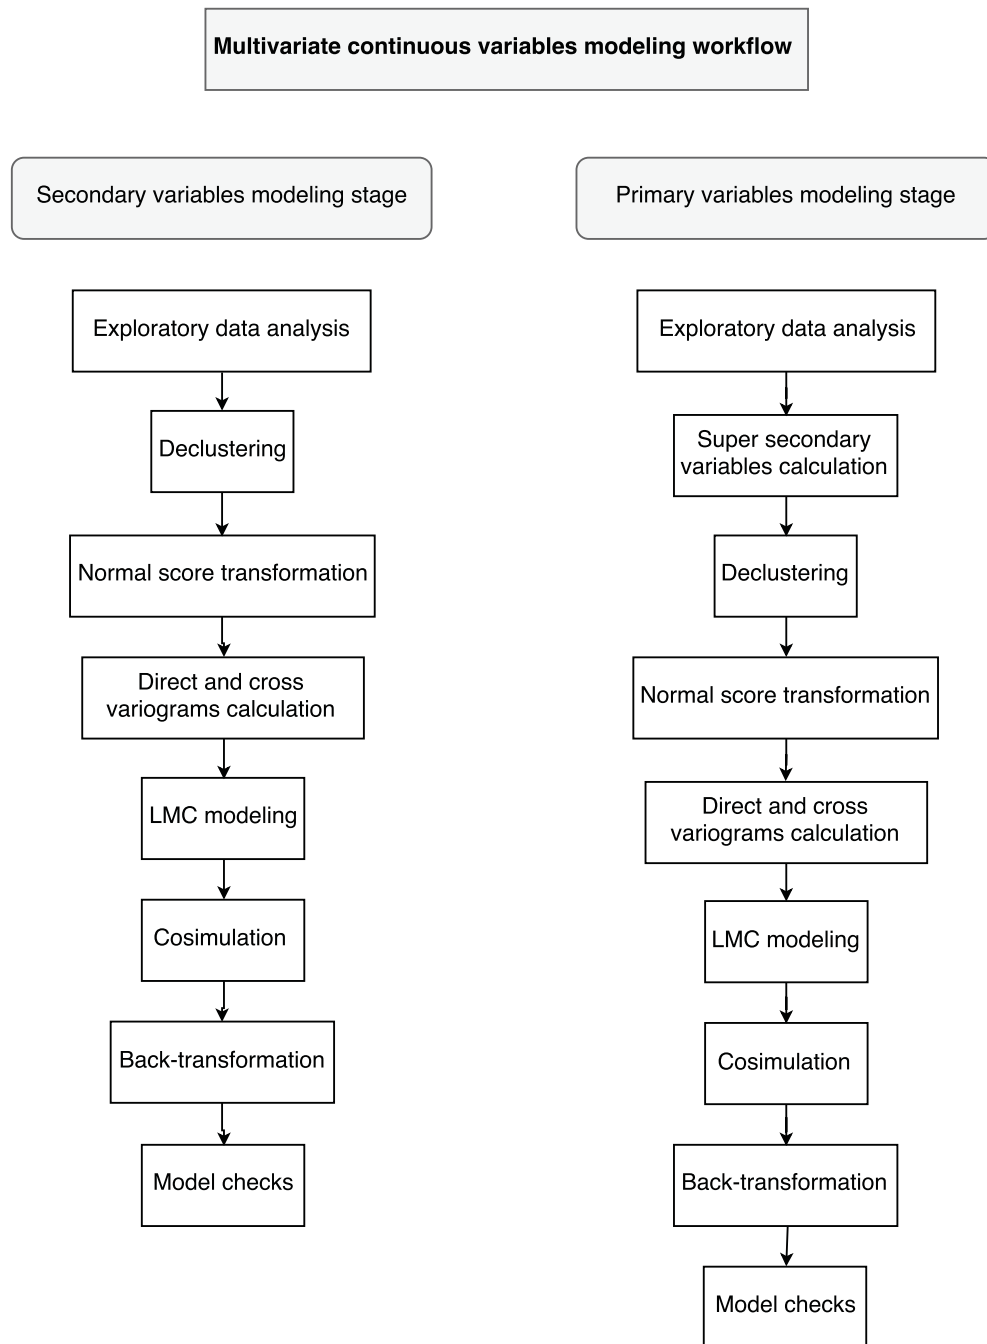 Multivariate continuous variables modeling workflow
Secondary variables modeling stage
Exploratory data analysis
Declustering
Normal score transformation
Direct and cross
variograms calculation
LMC modeling
Cosimulation
Back-transformation
Model checks
Primary variables modeling stage
Exploratory data analysis
Super secondary
variables calculation
Declustering
Normal score transformation
Direct and cross
variograms calculation
LMC modeling
Cosimulation
Back-transformation
Model checks